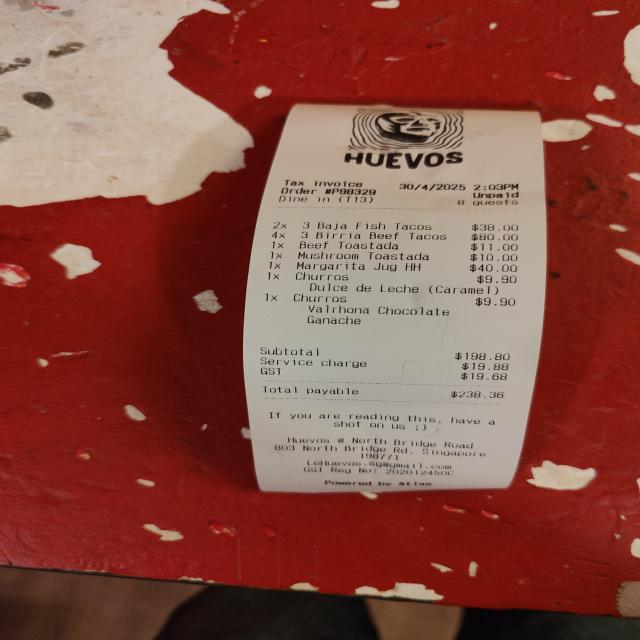 HUEVOS
Tax invoice 30/4/2025 2:03PM
Order #P90329 Unpaid
Dine in (T13) 8 guests
2x 3 Baja Fish Tacos $38.00
4x 3 Birria Beef Tacos $80.00
1x Beef Toastada $11.00
1x Mushroom Toastada $10.00
1x Margarita Jug HH $40.00
1x Churros $9.90
Dulce de Leche (Caramel)
1x Churros $9.90
Valrhona Chocolate
Ganache
Subtotal $198.80
Service charge $19.88
GST $19.68
Total payable $238.36
If you are reading this, have a
shot on us ;)
Huevos @ North Bridge Road
803 North Bridge Rd, Singapore
198771
LeHuevos.sg@gmail.com
GST Reg No: 202012450C
Powered by Atlas